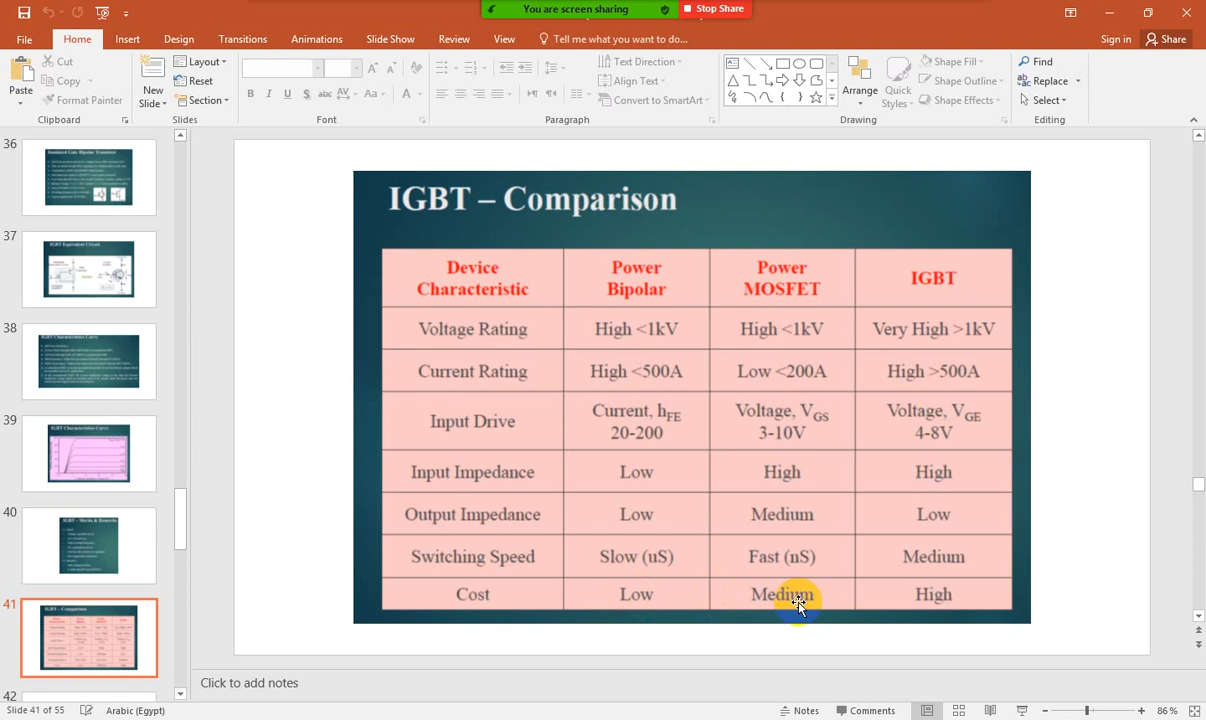 You are screen sharing
Stop Share
File
Home
Insert
Design
Transitions
Animations
Slide Show
Review
View
Tell me what you want to do...
Sign in
Share
Paste
Cut
Copy
Format Painter
Clipboard
New
Slide
Layout
Reset
Section
Slides
B I U S abc AV Aa A
Font
Text Direction
Align Text
Convert to SmartArt
Paragraph
Arrange
Quick
Styles
Shape Fill
Shape Outline
Shape Effects
Drawing
Find
Replace
Select
Editing
36
Insulated Gate Bipolar Transistor
37
IGBT Equivalent Circuit
38
IGBT Characteristics Curve
39
IGBT Characteristics Curve
40
IGBT – Merits & Demerits
41
IGBT – Comparison
42
IGBT – Comparison
Device Characteristic Power Bipolar Power MOSFET IGBT
Voltage Rating High <1kV High <1kV Very High >1kV
Current Rating High <500A Low <200A High >500A
Input Drive Current, hFE 20-200 Voltage, VGS 3-10V Voltage, VGE 4-8V
Input Impedance Low High High
Output Impedance Low Medium Low
Switching Speed Slow (uS) Fast (nS) Medium
Cost Low Medium High
Click to add notes
Slide 41 of 55
Arabic (Egypt)
Notes
Comments
86 %